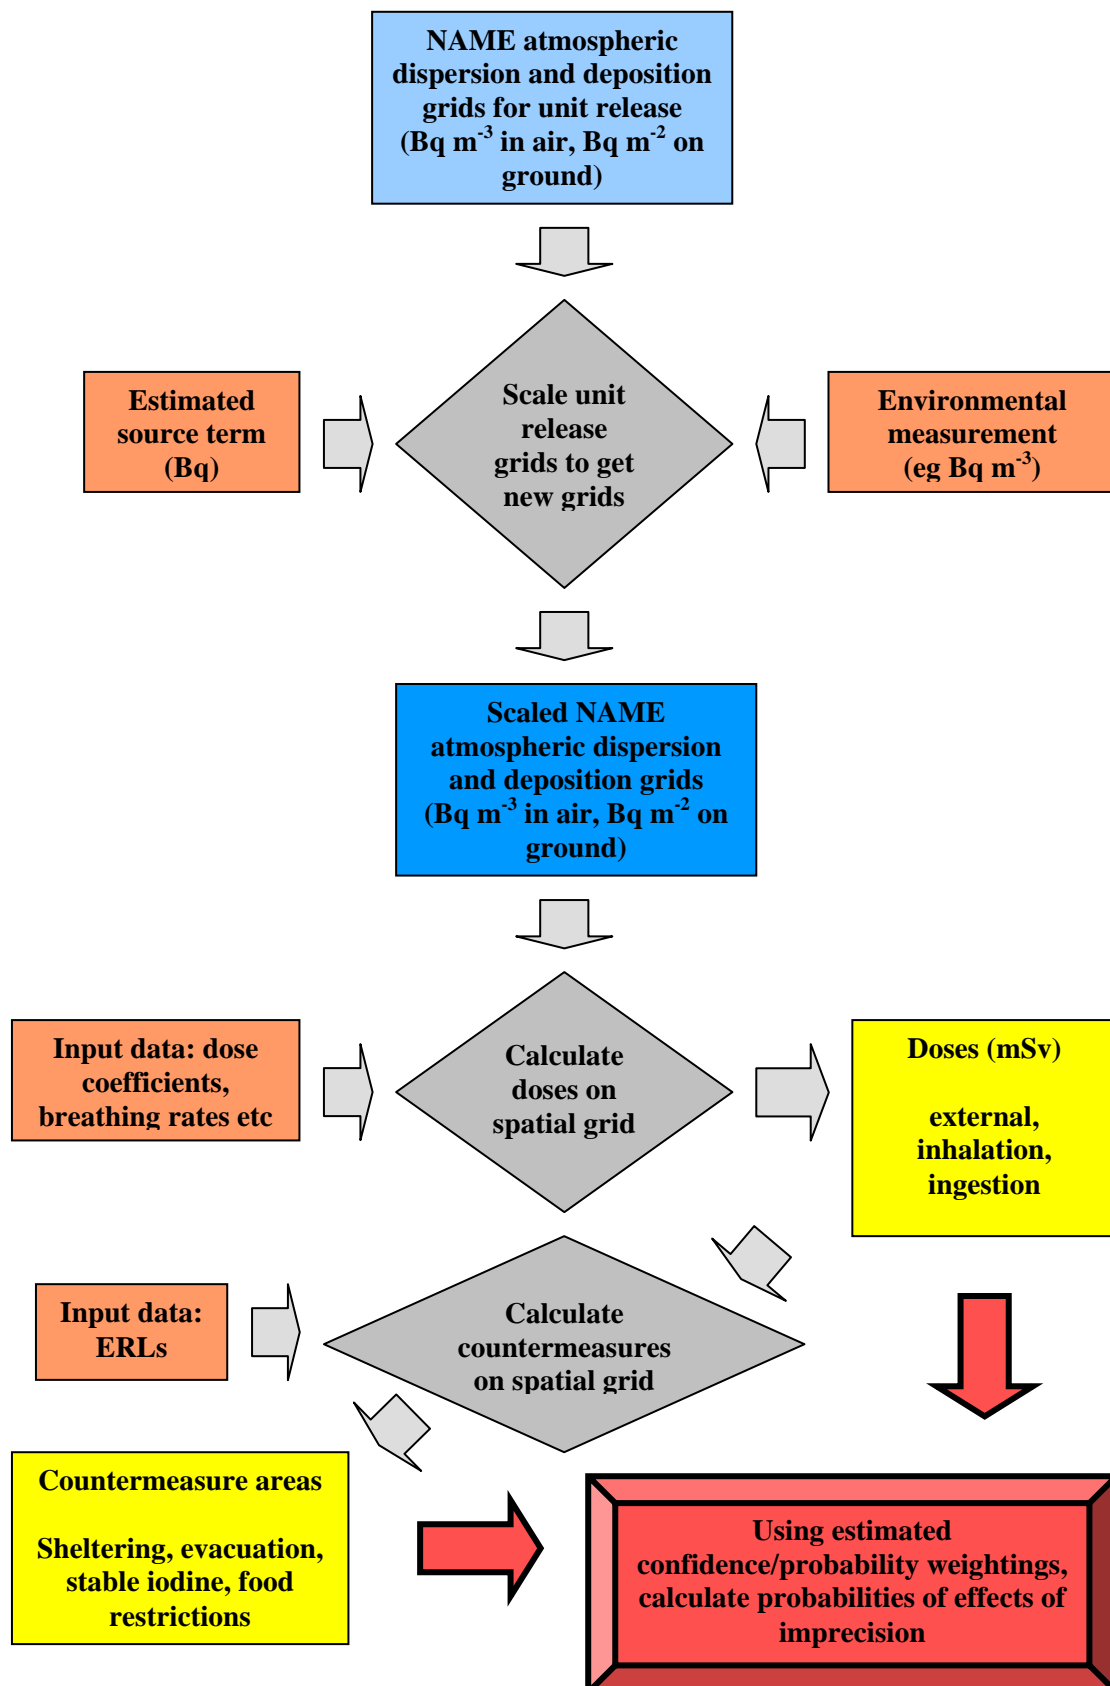 NAME atmospheric
dispersion and deposition
grids for unit release
(Bq m-3 in air, Bq m-2 on
ground)
Estimated
source term
(Bq)
Scale unit
release
grids to get
new grids
Environmental
measurement
(eg Bq m-3)
Scaled NAME
atmospheric dispersion
and deposition grids
(Bq m-3 in air, Bq m-2 on
ground)
Input data: dose
coefficients,
breathing rates etc
Calculate
doses on
spatial grid
Doses (mSv)
external,
inhalation,
ingestion
Input data:
ERLs
Calculate
countermeasures
on spatial grid
Countermeasure areas
Sheltering, evacuation,
stable iodine, food
restrictions
Using estimated
confidence/probability weightings,
calculate probabilities of effects of
imprecision